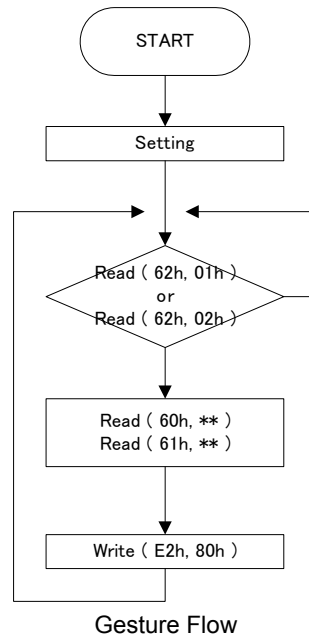 START
Setting
Read ( 62h, 01h )
or
Read ( 62h, 02h )
Read ( 60h, ** )
Read ( 61h, ** )
Write ( E2h, 80h )
Gesture Flow